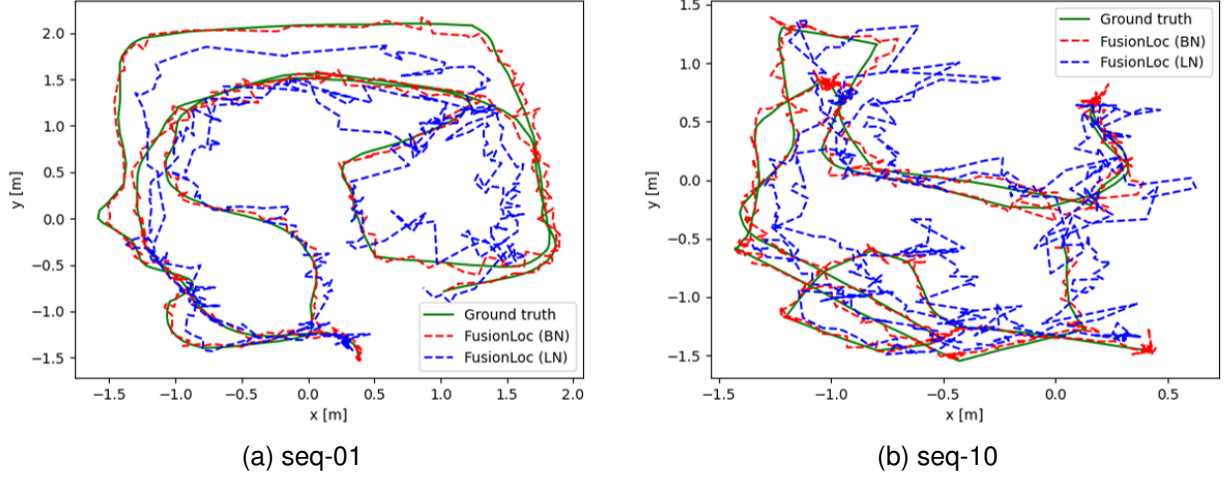 2.0
1.5
1.0
0.5
0.0
−0.5
−1.0
−1.5
y [m]
−1.5 −1.0 −0.5 0.0 0.5 1.0 1.5 2.0
x [m]
Ground truth
FusionLoc (BN)
FusionLoc (LN)
(a) seq-01
1.5
1.0
0.5
0.0
−0.5
−1.0
−1.5
y [m]
−1.5 −1.0 −0.5 0.0 0.5
x [m]
Ground truth
FusionLoc (BN)
FusionLoc (LN)
(b) seq-10